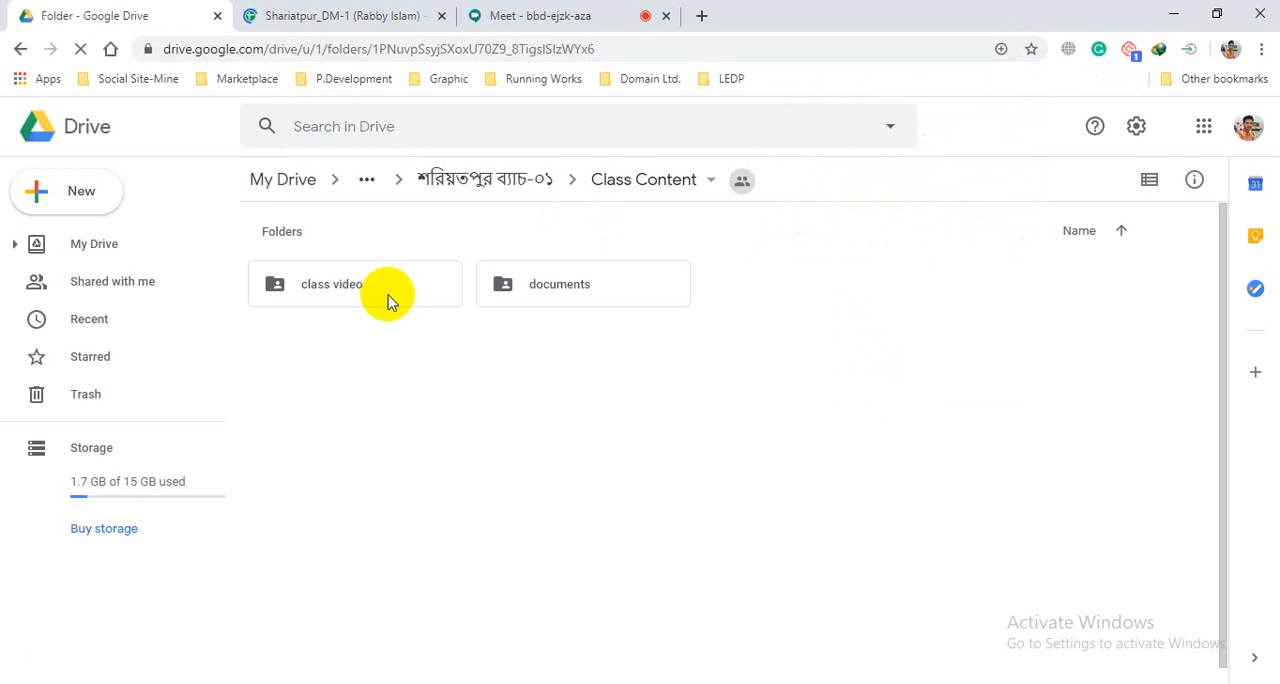 Folder - Google Drive
Shariatpur_DM-1 (Rabby Islam) -
Meet - bbd-ejzk-aza
drive.google.com/drive/u/1/folders/1PNuvpSsyjSXoxU70Z9_8TigsISIzWYx6
1
Apps
Social Site-Mine
Marketplace
P.Development
Graphic
Running Works
Domain Ltd.
LEDP
Other bookmarks
Drive
Search in Drive
New
My Drive
•••
শরিয়তপুর ব্যাচ-০১
Class Content
31
Folders
Name
My Drive
class video
documents
Shared with me
Recent
Starred
Trash
Storage
1.7 GB of 15 GB used
Buy storage
Activate Windows
Go to Settings to activate Windows.